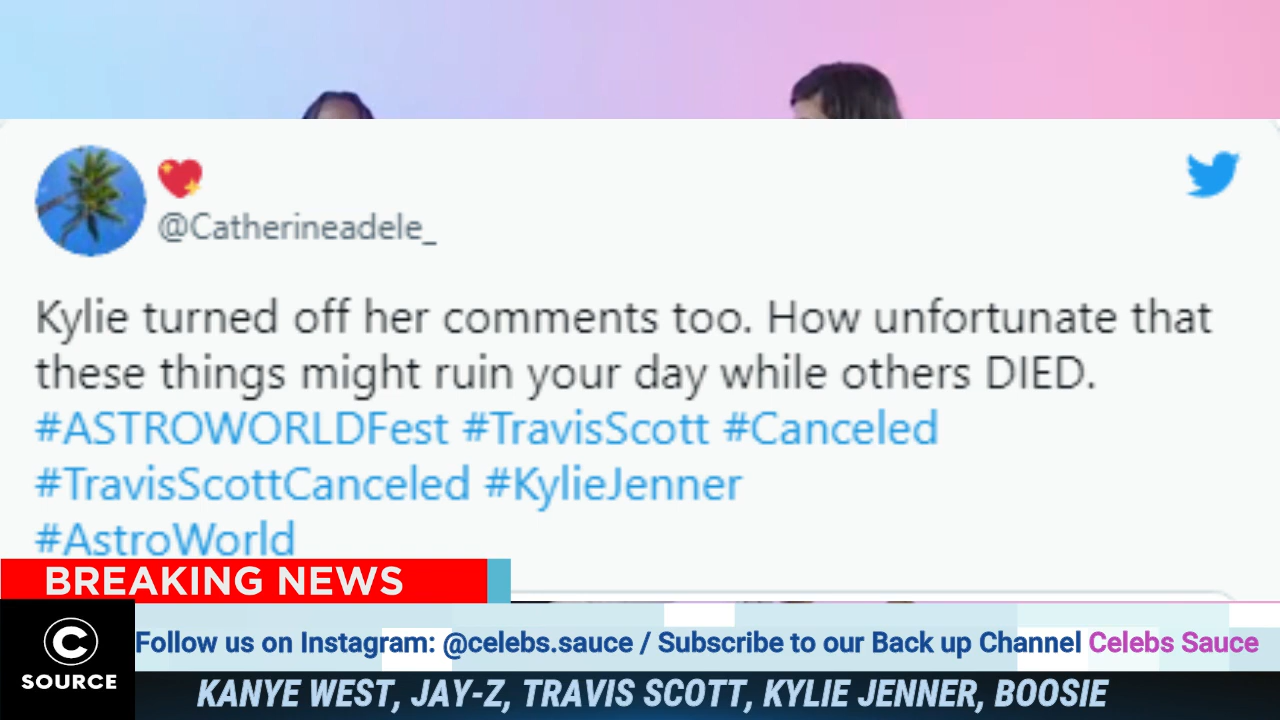 @Catherineadele_
Kylie turned off her comments too. How unfortunate that
these things might ruin your day while others DIED.
#ASTROWORLDFest #TravisScott #Canceled
#TravisScottCanceled #KylieJenner
#AstroWorld
BREAKING NEWS
C
SOURCE
Follow us on Instagram: @celebs.sauce / Subscribe to our Back up Channel Celebs Sauce
KANYE WEST, JAY-Z, TRAVIS SCOTT, KYLIE JENNER, BOOSIE